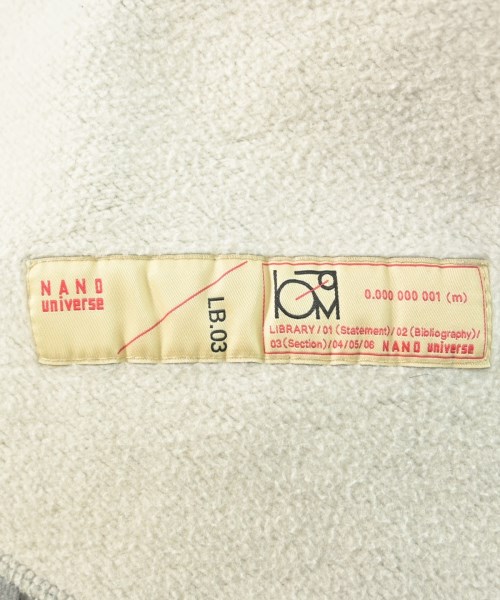 NANO
universe
LB.03
0.000 000 001 (m)
LIBRARY/01(Statement)/02(Bibliography)/
03(Section)/04/05/06 NANO universe